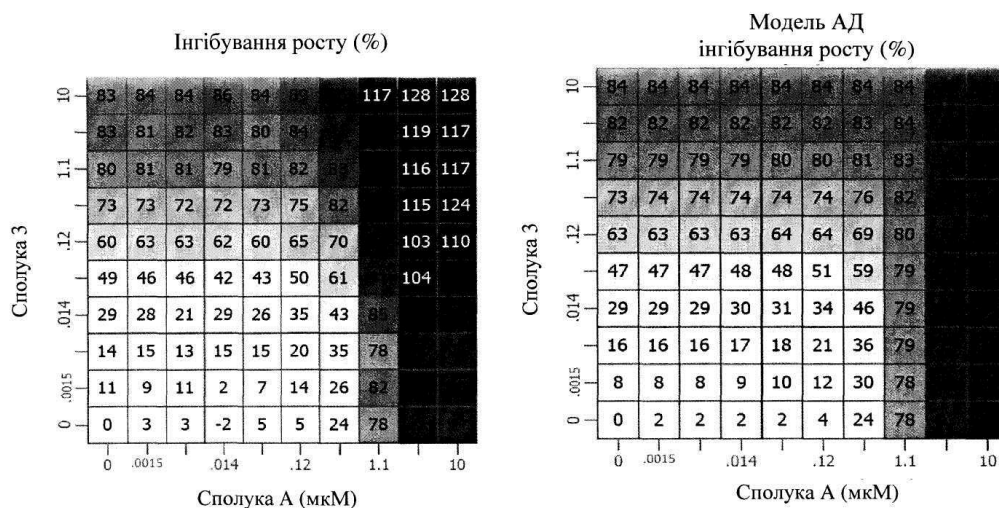 Інгібування росту (%)
10 83 84 84 86 84 117 128 128
83 81 82 83 80 84 119 117
1.1 80 81 81 79 81 82 116 117
73 73 72 72 73 75 82 115 124
.12 60 63 63 62 60 65 70 103 110
49 46 46 42 43 50 61 104
.014 29 28 21 29 26 35 43
14 15 13 15 15 20 35 78
.0015 11 9 11 2 7 14 26 82
0 0 3 3 -2 5 5 24 78
0 .0015 .014 .12 1.1 10
Сполука З
Сполука А (мкМ)
Модель АД
інгібування росту (%)
10 84 84 84 84 84 84 84 84
82 82 82 82 82 82 83 84
1.1 79 79 79 79 80 80 81 83
73 74 74 74 74 74 76 82
.12 63 63 63 63 64 64 69 80
47 47 47 48 48 51 59 79
.014 29 29 29 30 31 34 46 79
16 16 16 17 18 21 36 79
.0015 8 8 8 9 10 12 30 78
0 0 2 2 2 2 4 24 78
0 .0015 .014 .12 1.1 10
Сполука З
Сполука А (мкМ)